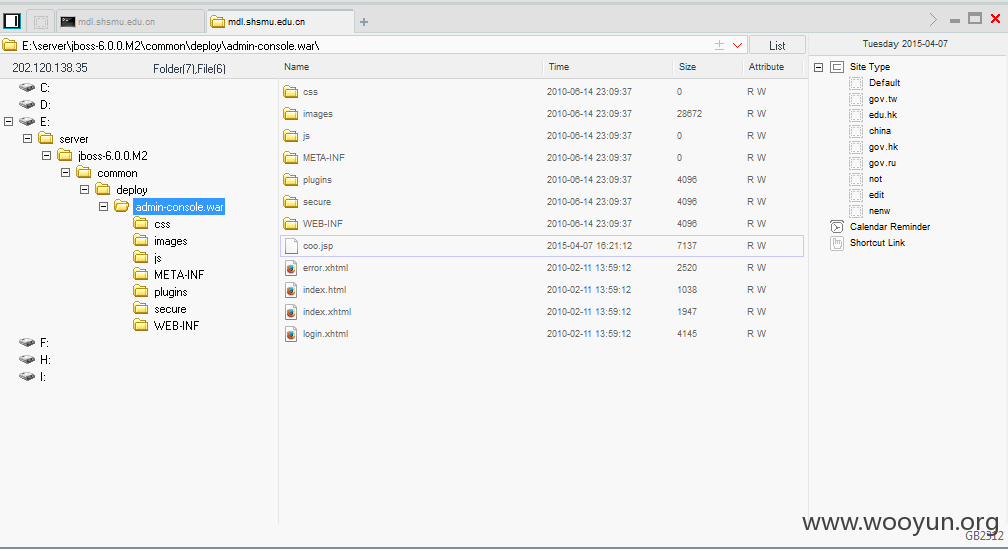 mdl.shsmu.edu.cn
mdl.shsmu.edu.cn
E:\server\jboss-6.0.0.M2\common\deploy\admin-console.war\
List
Tuesday 2015-04-07
202.120.138.35
Folder(7),File(6)
Name
Time
Size
Attribute
C:
D:
E:
server
jboss-6.0.0.M2
common
deploy
admin-console.war
css
images
js
META-INF
plugins
secure
WEB-INF
F:
H:
I:
css 2010-06-14 23:09:37 0 R W
images 2010-06-14 23:09:37 28672 R W
js 2010-06-14 23:09:37 0 R W
META-INF 2010-06-14 23:09:37 0 R W
plugins 2010-06-14 23:09:37 4096 R W
secure 2010-06-14 23:09:37 4096 R W
WEB-INF 2010-06-14 23:09:37 4096 R W
coo.jsp 2015-04-07 16:21:12 7137 R W
error.xhtml 2010-02-11 13:59:12 2520 R W
index.html 2010-02-11 13:59:12 1038 R W
index.xhtml 2010-02-11 13:59:12 1947 R W
login.xhtml 2010-02-11 13:59:12 4145 R W
Site Type
Default
gov.tw
edu.hk
china
gov.hk
gov.ru
not
edit
nenw
Calendar Reminder
Shortcut Link
www.wooyun.org
GB2312